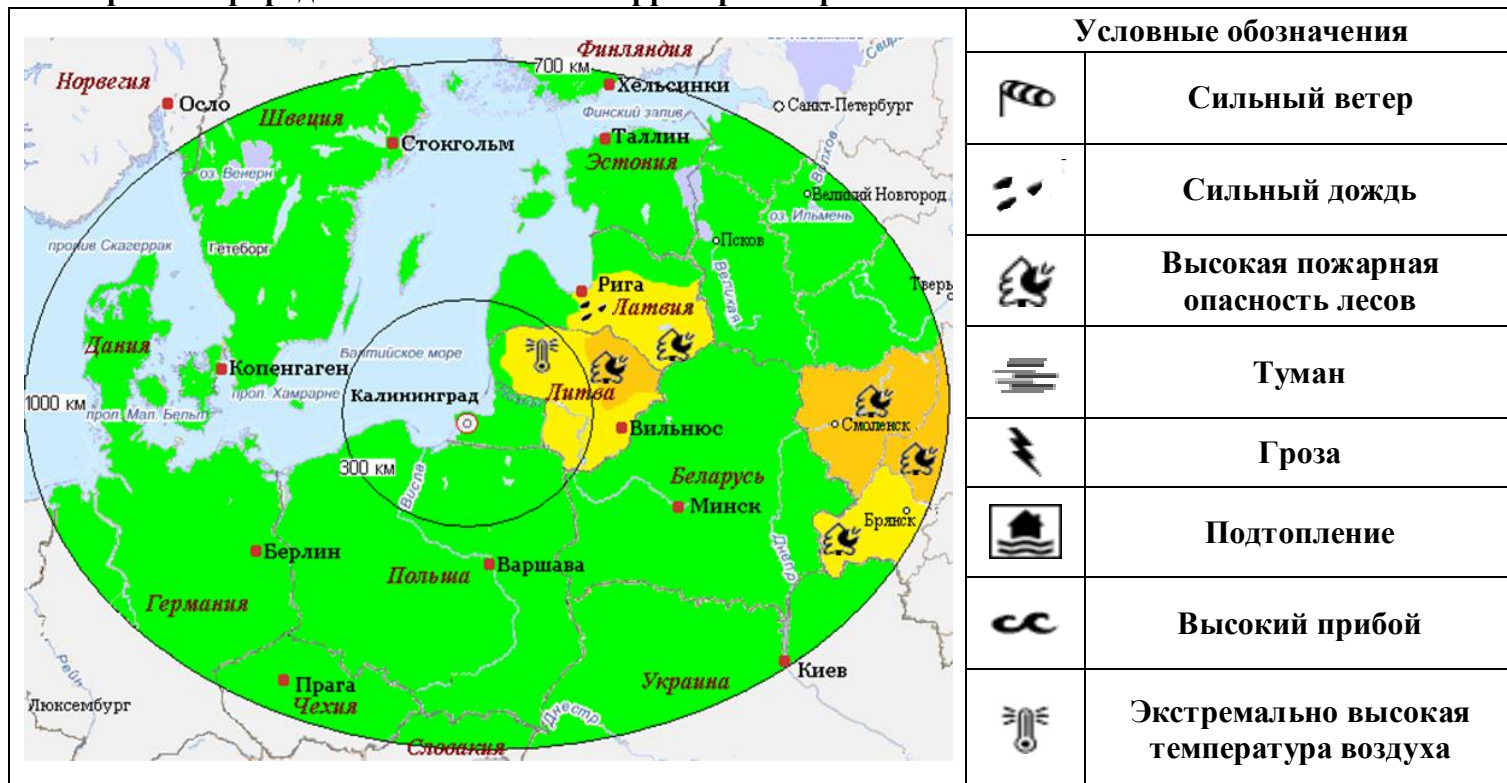 Условные обозначения
Сильный ветер
Сильный дождь
Высокая пожарная
опасность лесов
Туман
Гроза
Подтопление
Высокий прибой
Экстремально высокая
температура воздуха
Финляндия
700 км
Норвегия
Хельсинки
Осло
Санкт-Петербург
Швеция
Финский залив
Стокгольм
Таллин
Эстония
Волхов
оз. Венерн
Великий Новгород
оз. Ильмень
пролив Скагеррак
Гетеборг
Псков
Великая
Рига
Тверь
Латвия
Дания
Балтийское море
Копенгаген
Литва
1000 км
прол. Хамрарне
Калининград
прол. Мал. Бельт
Смоленск
Вильнюс
300 км
Висла
Беларусь
Минск
Брянск
Днепр
Берлин
Варшава
Польша
Германия
Киев
Рейн
Прага
Украина
Люксембург
Чехия
Днестр
Словакия